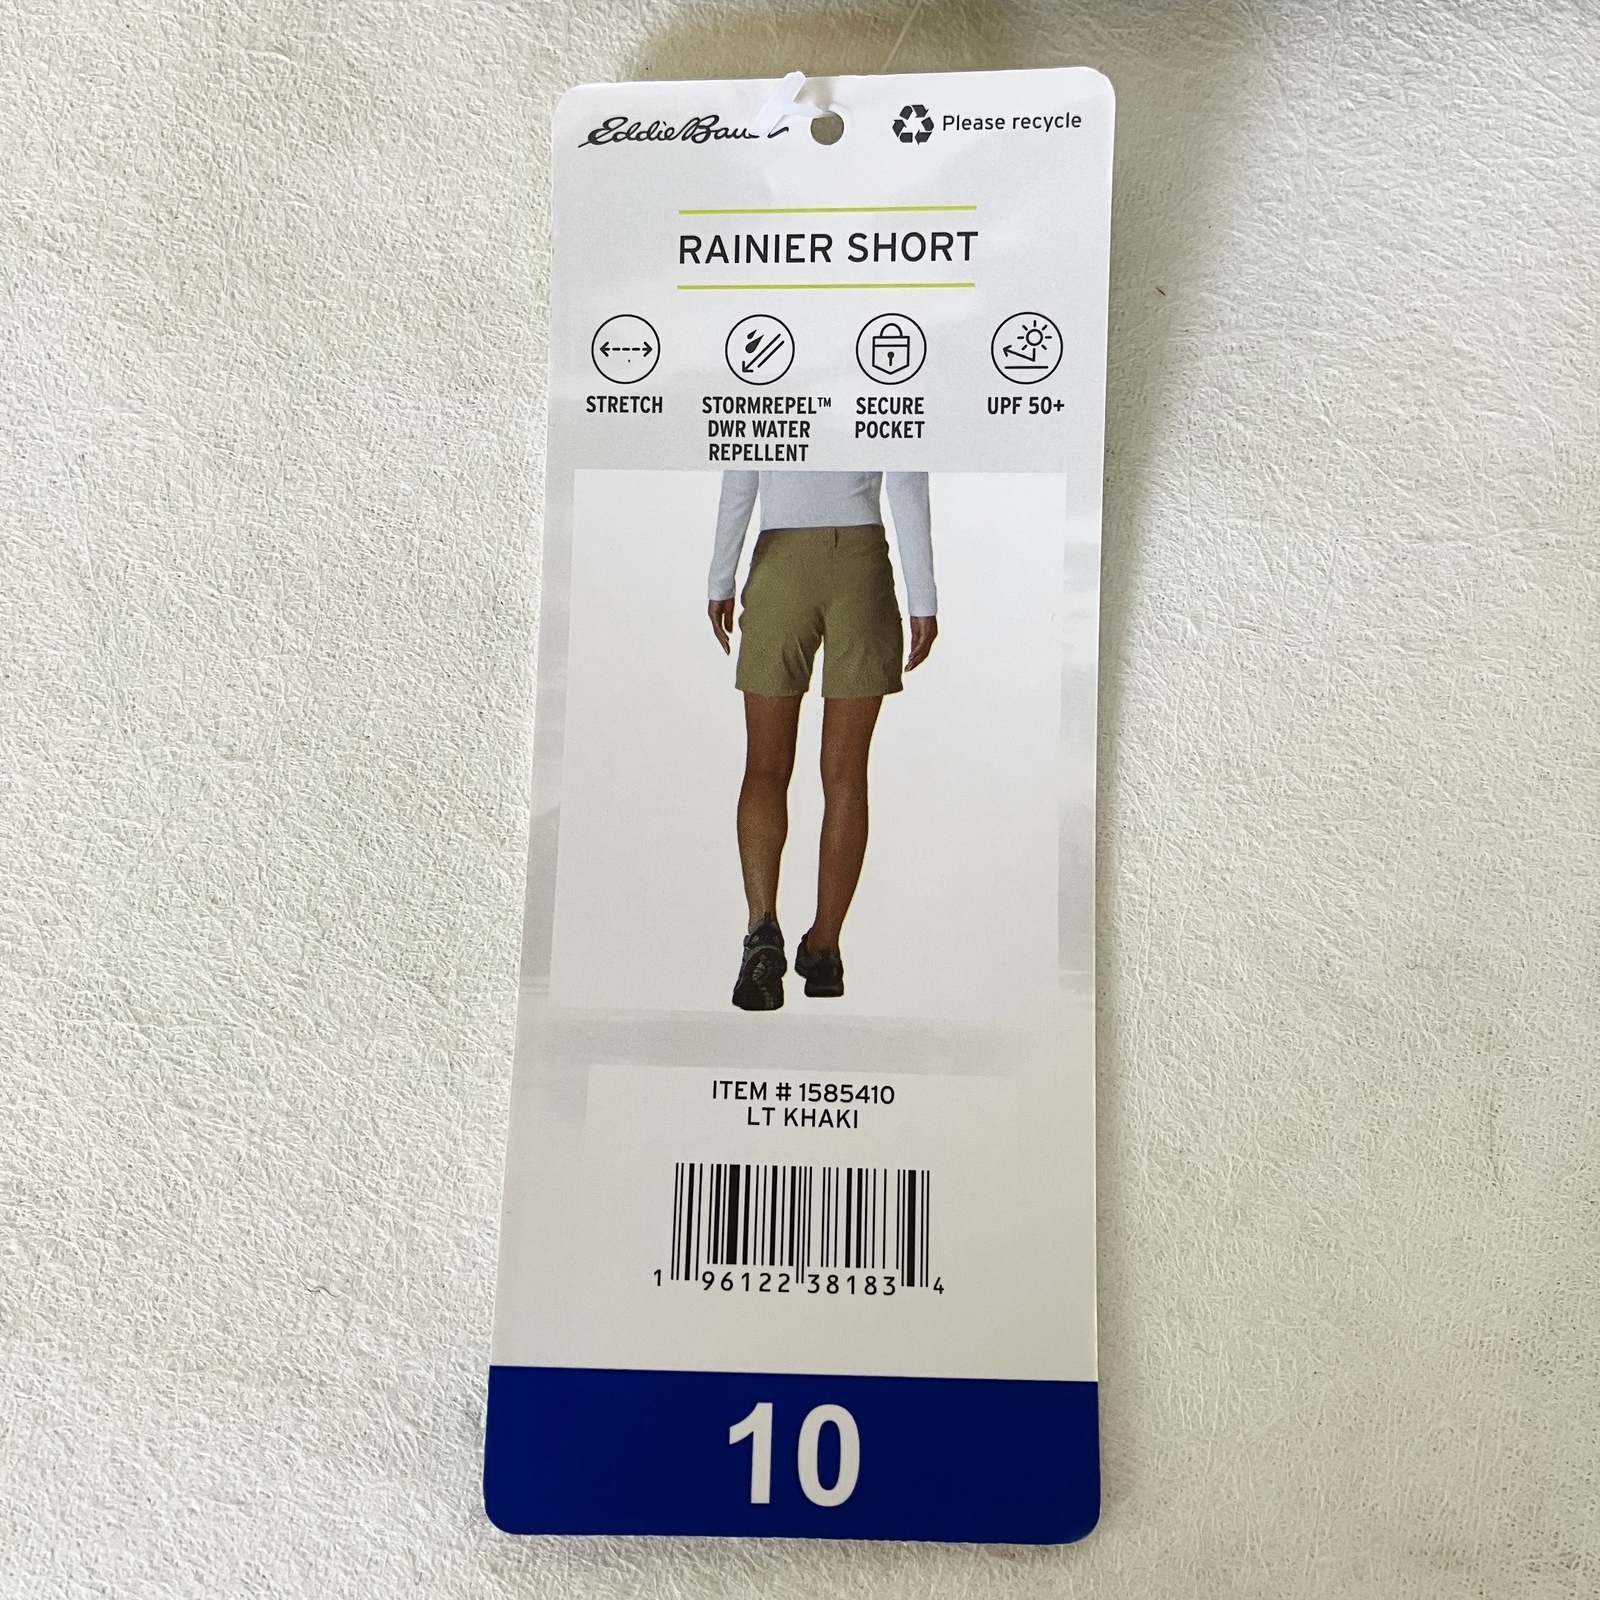 Eddie Bauer
Please recycle
RAINIER SHORT
STRETCH
STORMREPEL™
DWR WATER
REPELLENT
SECURE
POCKET
UPF 50+
ITEM # 1585410
LT KHAKI
1 96122 38183 4
10